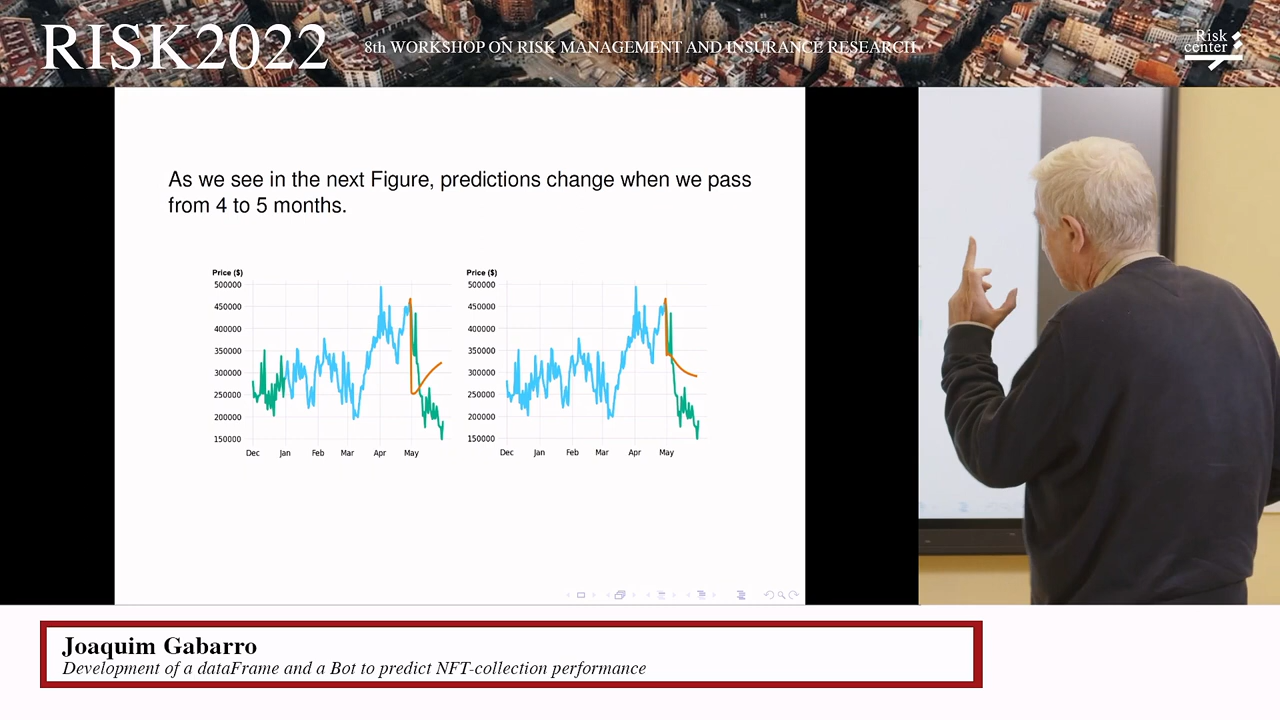 RISK2022
8th WORKSHOP ON RISK MANAGEMENT AND INSURANCE RESEARCH
Risk
center
As we see in the next Figure, predictions change when we pass
from 4 to 5 months.
Price ($)
500000
450000
400000
350000
300000
250000
200000
150000
Dec Jan Feb Mar Apr May
Price ($)
500000
450000
400000
350000
300000
250000
200000
150000
Dec Jan Feb Mar Apr May
Joaquim Gabarro
Development of a dataFrame and a Bot to predict NFT-collection performance